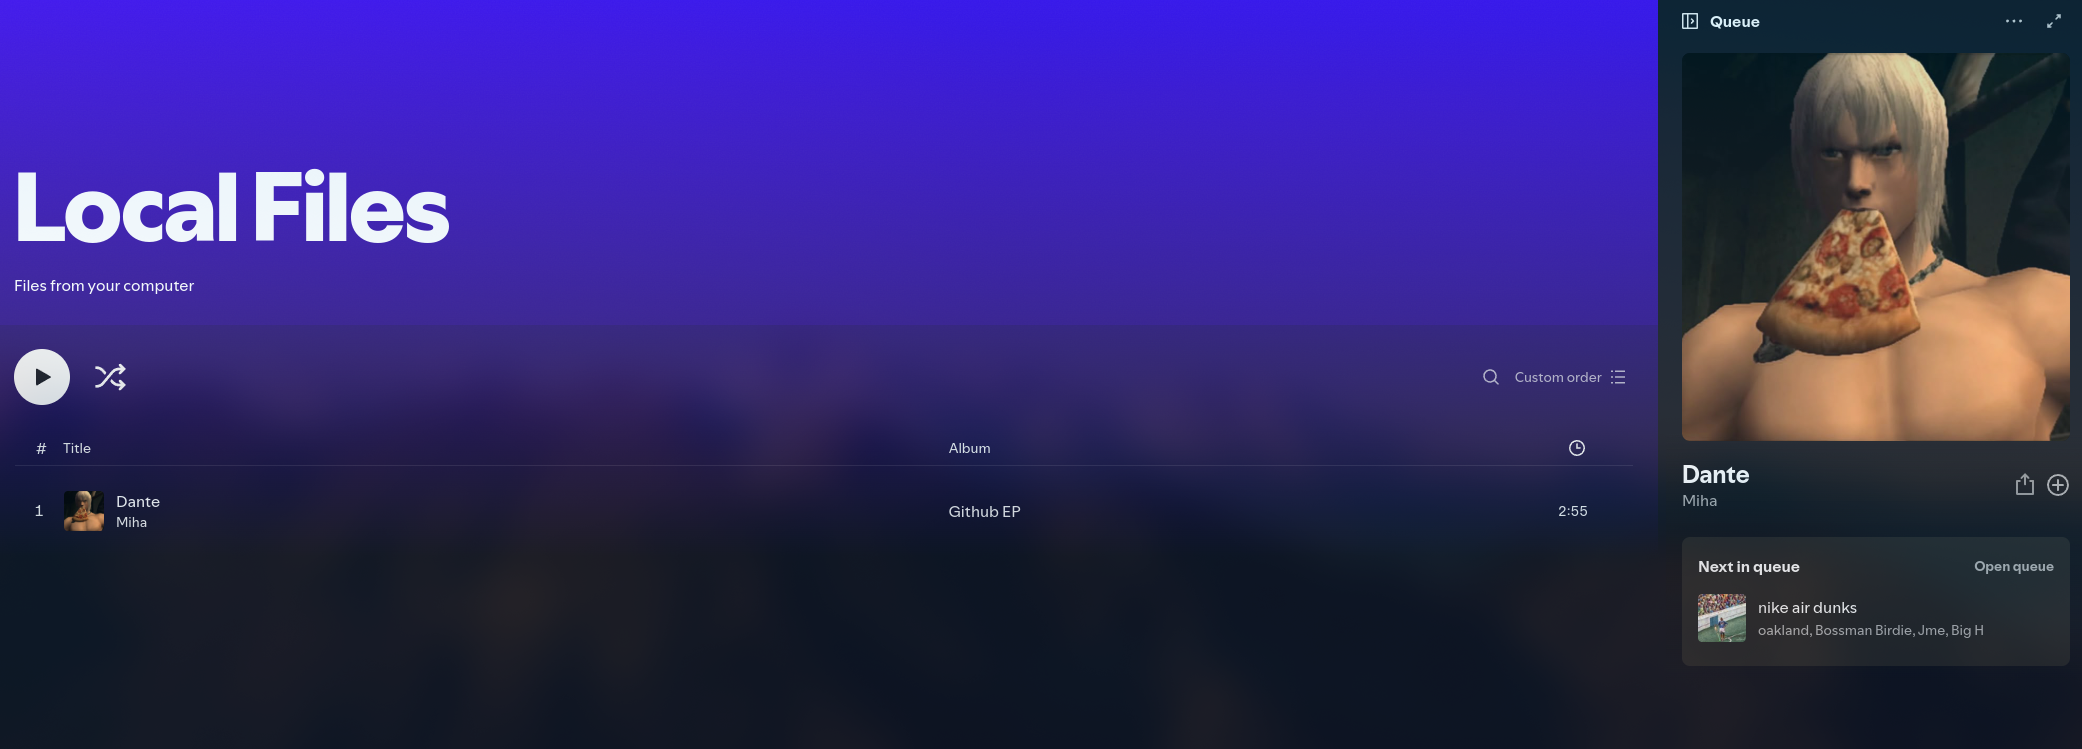 Local Files
Files from your computer
Custom order
# Title Album
1 Dante Github EP 2:55
Miha
Queue
Dante
Miha
Next in queue Open queue
nike air dunks
oakland, Bossman Birdie, Jme, Big H